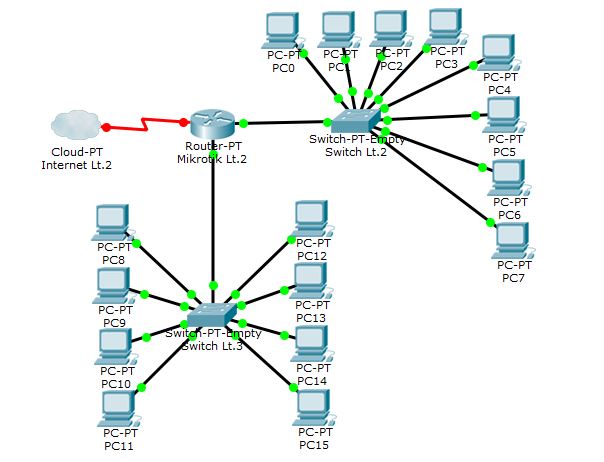 PC-PT
PC0
PC-PT
PC1
PC-PT
PC2
PC-PT
PC3
PC-PT
PC4
PC-PT
PC5
PC-PT
PC6
PC-PT
PC7
Cloud-PT
Internet Lt.2
Router-PT
Mikrotik Lt.2
Switch-PT-Empty
Switch Lt.2
PC-PT
PC8
PC-PT
PC9
PC-PT
PC10
PC-PT
PC11
PC-PT
PC12
PC-PT
PC13
PC-PT
PC14
PC-PT
PC15
Switch-PT-Empty
Switch Lt.3